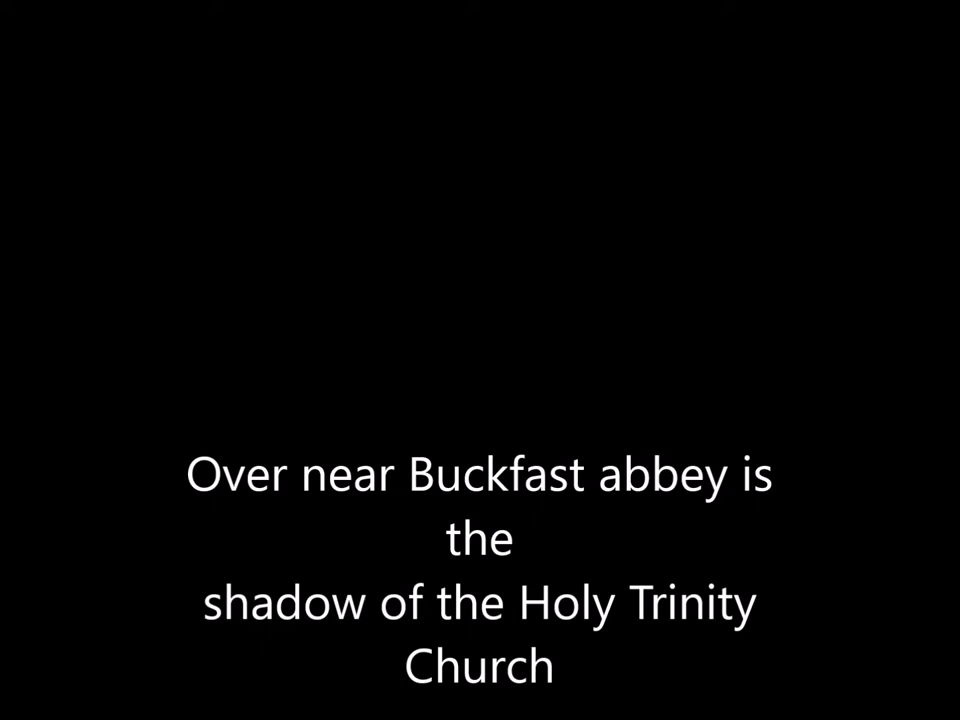 Over near Buckfast abbey is
the
shadow of the Holy Trinity
Church